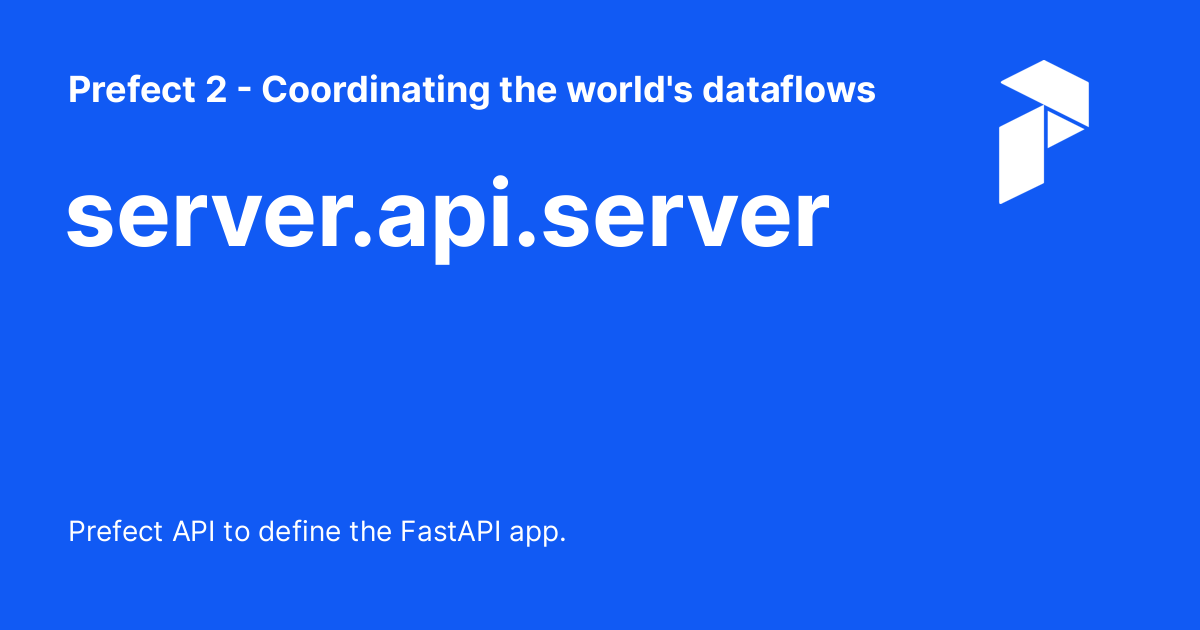 Prefect 2 - Coordinating the world's dataflows
server.api.server
Prefect API to define the FastAPI app.